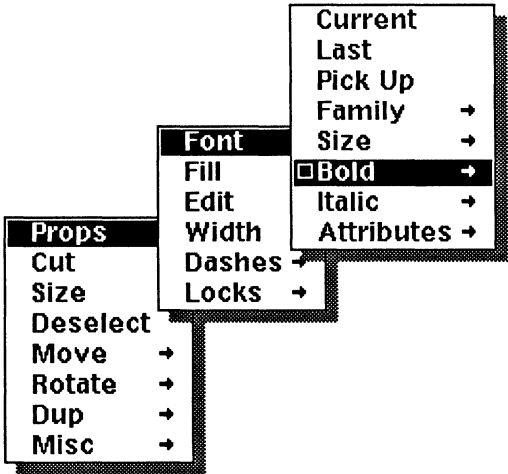 Props
Cut
Size
Deselect
Move →
Rotate →
Dup →
Misc →
Font
Fill
Edit
Width
Dashes →
Locks →
Current
Last
Pick Up
Family →
Size →
Bold →
Italic →
Attributes →